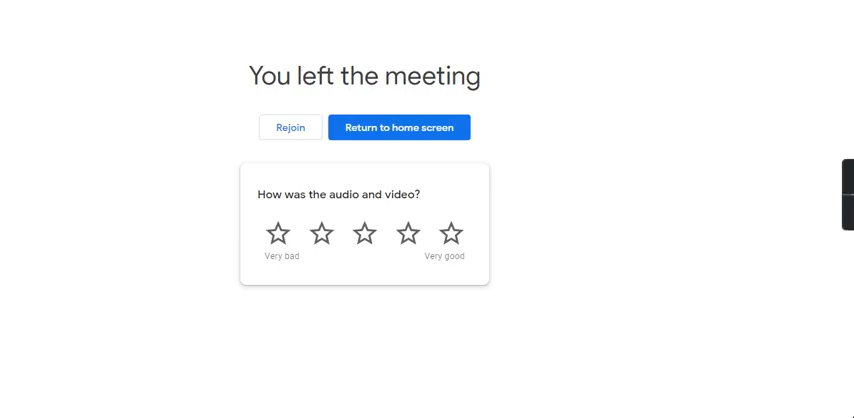 You left the meeting
Rejoin
Return to home screen
How was the audio and video?
Very bad
Very good